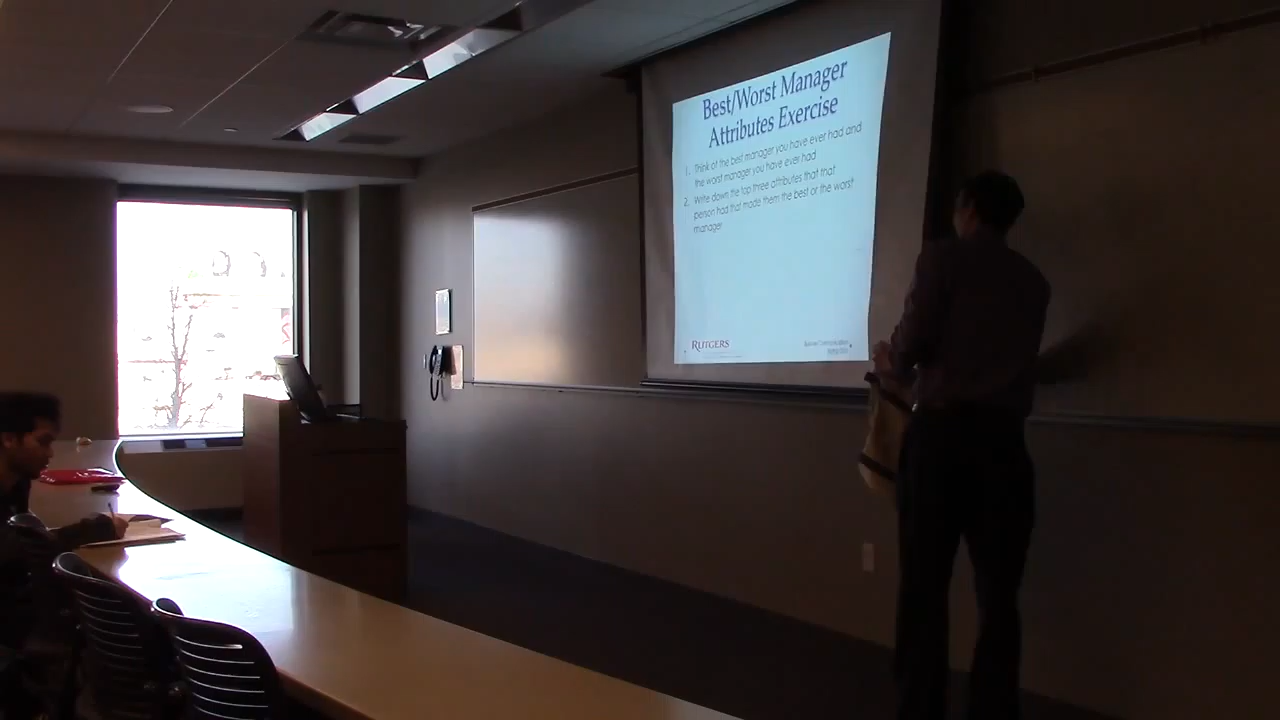 Best/Worst Manager
Attributes Exercise
1. Think of the best manager you have ever had and
the worst manager you have ever had
2. Write down the top three attributes that that
person had that made them the best or the worst
manager
RUTGERS